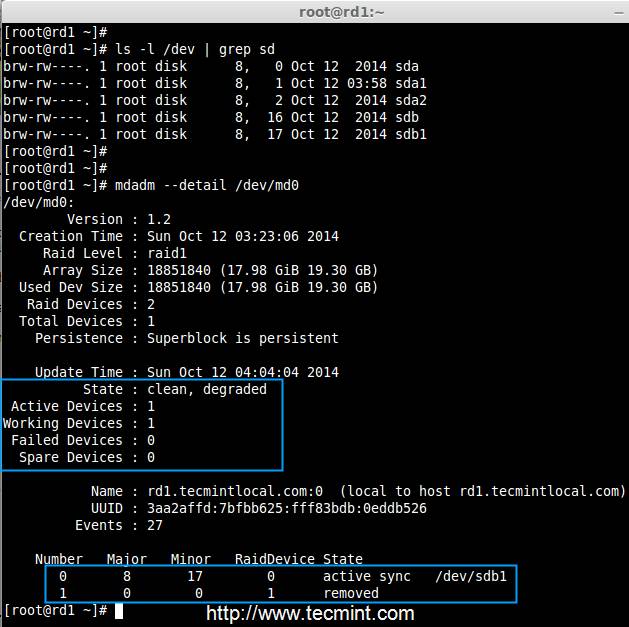 root@rd1:~
[root@rd1 ~]#
[root@rd1 ~]# ls -l /dev | grep sd
brw-rw----. 1 root disk      8,   0 Oct 12  2014 sda
brw-rw----. 1 root disk      8,   1 Oct 12 03:58 sda1
brw-rw----. 1 root disk      8,   2 Oct 12  2014 sda2
brw-rw----. 1 root disk      8,  16 Oct 12  2014 sdb
brw-rw----. 1 root disk      8,  17 Oct 12  2014 sdb1
[root@rd1 ~]#
[root@rd1 ~]#
[root@rd1 ~]# mdadm --detail /dev/md0
/dev/md0:
        Version : 1.2
  Creation Time : Sun Oct 12 03:23:06 2014
     Raid Level : raid1
     Array Size : 18851840 (17.98 GiB 19.30 GB)
  Used Dev Size : 18851840 (17.98 GiB 19.30 GB)
   Raid Devices : 2
  Total Devices : 1
    Persistence : Superblock is persistent
    Update Time : Sun Oct 12 04:04:04 2014
          State : clean, degraded
 Active Devices : 1
Working Devices : 1
 Failed Devices : 0
  Spare Devices : 0
           Name : rd1.tecmintlocal.com:0  (local to host rd1.tecmintlocal.com)
           UUID : 3aa2affd:7bfbb625:fff83bdb:0eddb526
         Events : 27
    Number   Major   Minor   RaidDevice State
       0       8       17        0      active sync   /dev/sdb1
       1       0        0        1      removed
[root@rd1 ~]#
http://www.tecmint.com